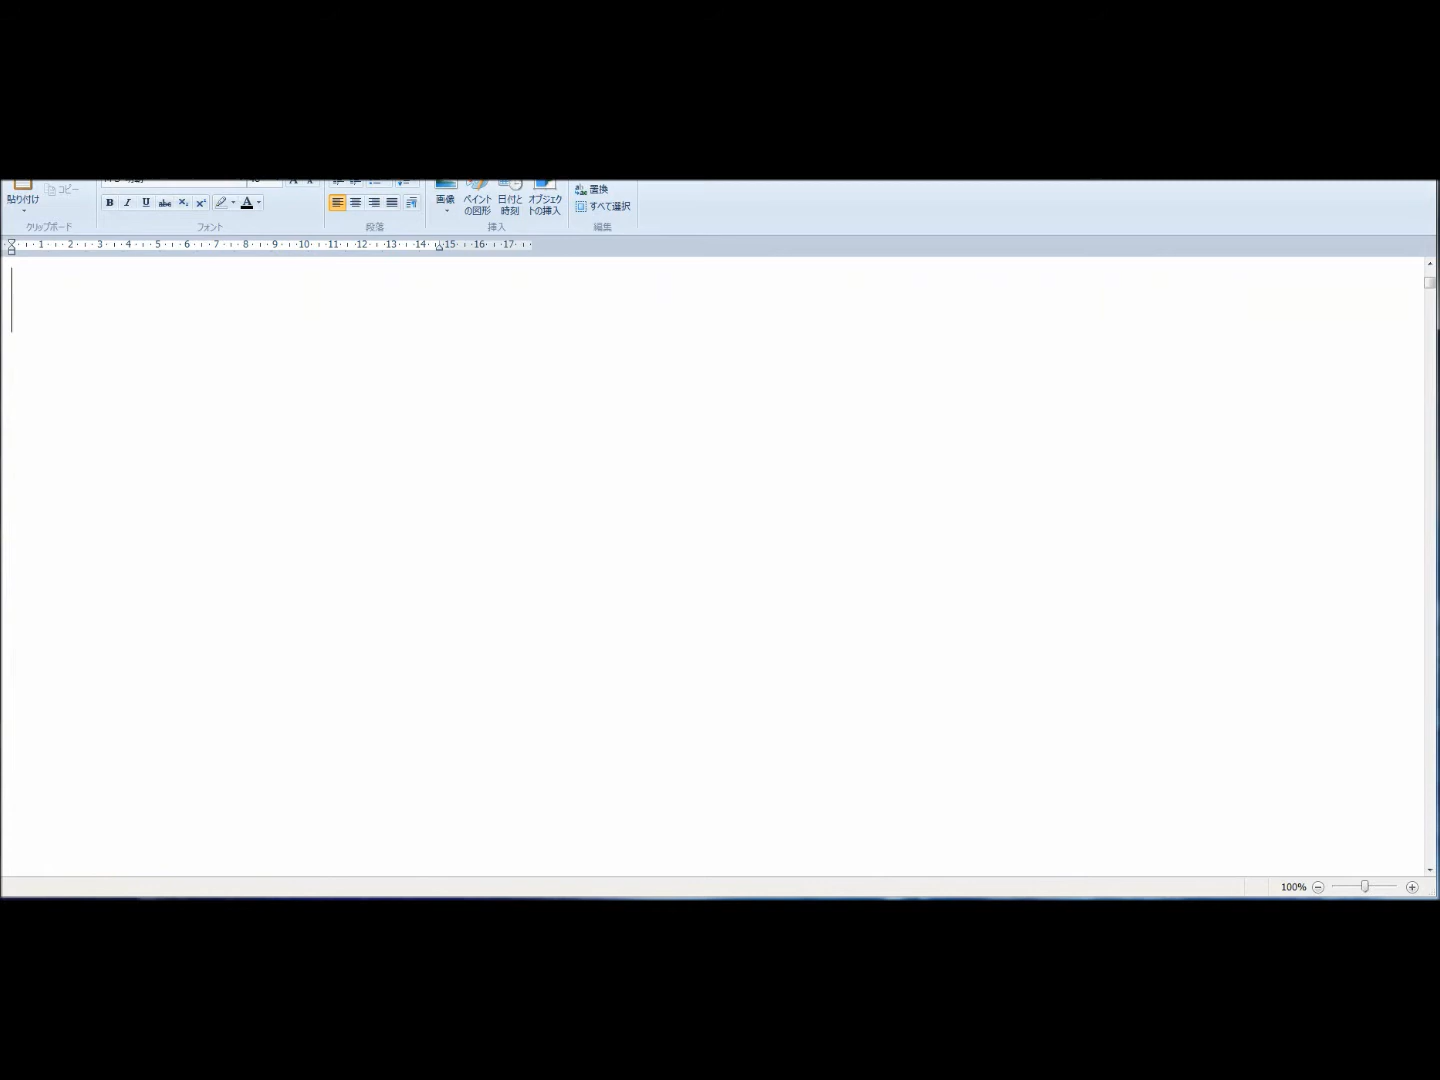 貼り付け
コピー
クリップボード
B I U abc X₂ X² A
フォント
段落
画像
ペイントの図形
日付と時刻
オブジェクトの挿入
挿入
置換
すべて選択
編集
1 2 3 4 5 6 7 8 9 10 11 12 13 14 15 16 17
100%